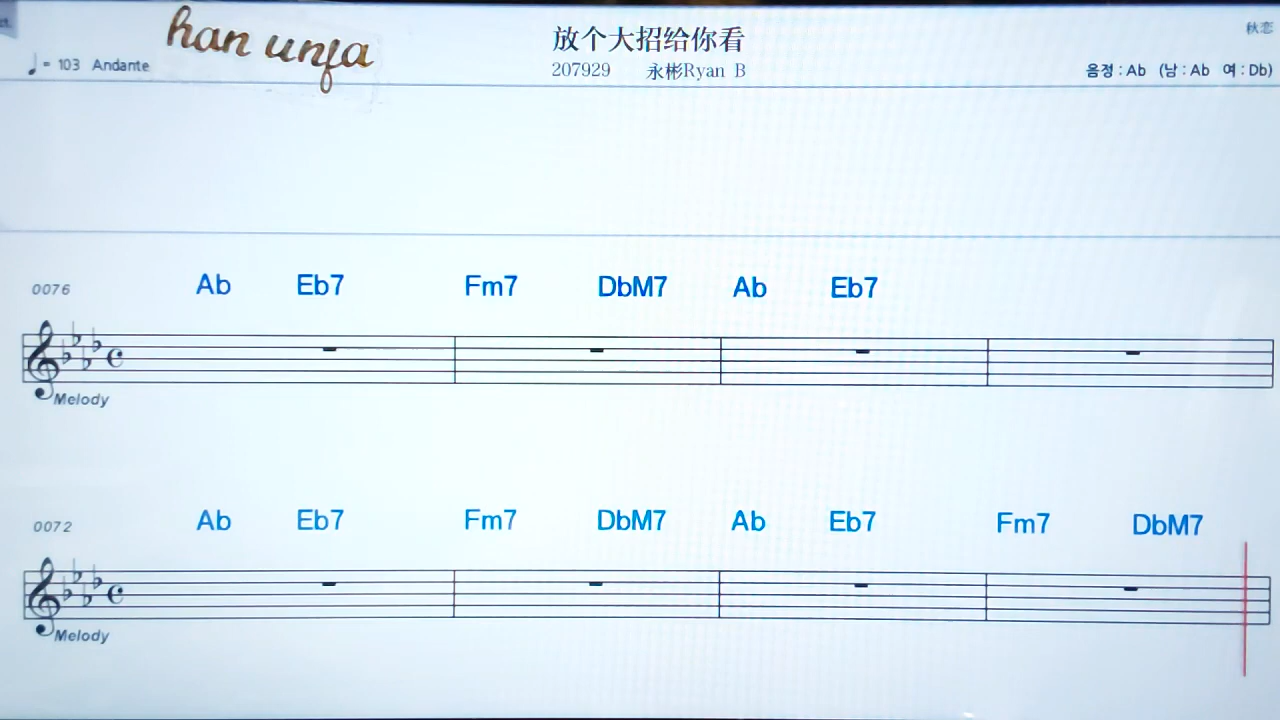 han unfa
放个大招给你看
秋恋
♩= 103 Andante
207929 永彬Ryan B
음정 : Ab (남 : Ab 여 : Db)
Ab Eb7 Fm7 DbM7 Ab Eb7
0076
Melody
Ab Eb7 Fm7 DbM7 Ab Eb7 Fm7 DbM7
0072
Melody